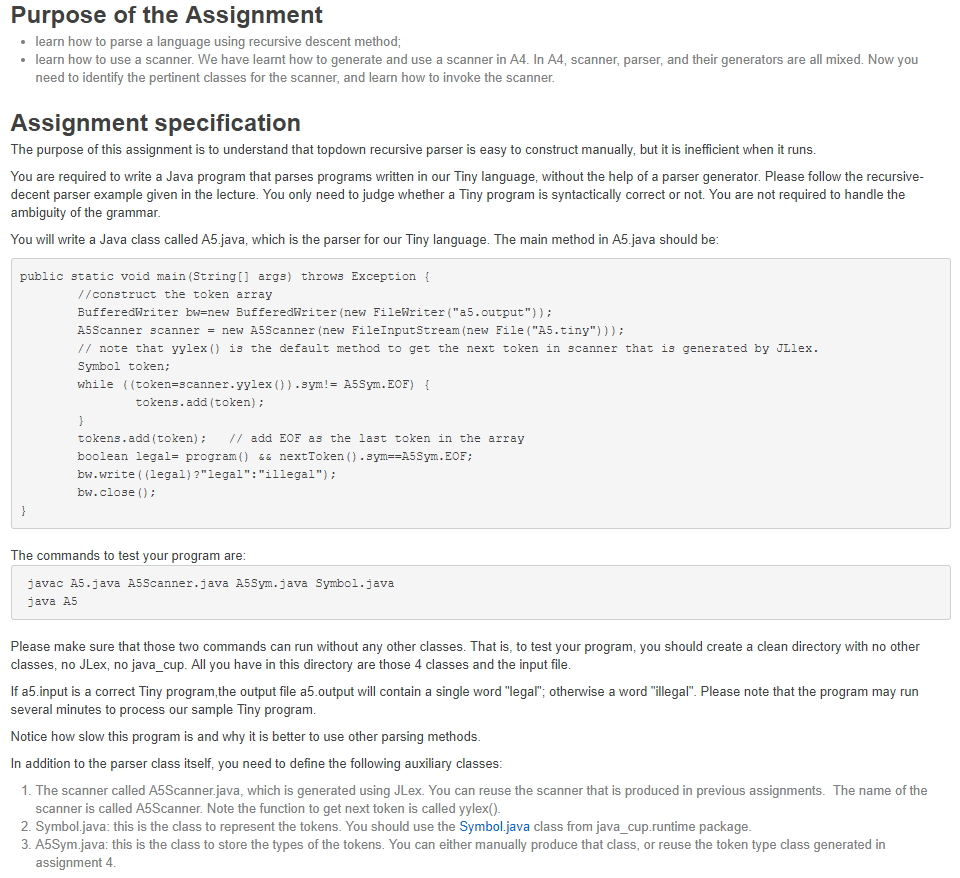 Purpose of the Assignment
• learn how to parse a language using recursive descent method;
• learn how to use a scanner. We have learnt how to generate and use a scanner in A4. In A4, scanner, parser, and their generators are all mixed. Now you
need to identify the pertinent classes for the scanner, and learn how to invoke the scanner.
Assignment specification
The purpose of this assignment is to understand that topdown recursive parser is easy to construct manually, but it is inefficient when it runs.
You are required to write a Java program that parses programs written in our Tiny language, without the help of a parser generator. Please follow the recursive-
decent parser example given in the lecture. You only need to judge whether a Tiny program is syntactically correct or not. You are not required to handle the
ambiguity of the grammar.
You will write a Java class called A5.java, which is the parser for our Tiny language. The main method in A5.java should be:
public static void main(String[] args) throws Exception {
//construct the token array
BufferedWriter bw=new BufferedWriter(new FileWriter("a5.output"));
A5Scanner scanner = new A5Scanner(new FileInputStream(new File("A5.tiny")));
// note that yylex() is the default method to get the next token in scanner that is generated by JLlex.
Symbol token;
while ((token=scanner.yylex()).sym!= A5Sym.EOF) {
tokens.add(token);
}
tokens.add(token);   // add EOF as the last token in the array
boolean legal= program() && nextToken().sym==A5Sym.EOF;
bw.write((legal)?"legal":"illegal");
bw.close();
}
The commands to test your program are:
javac A5.java A5Scanner.java A5Sym.java Symbol.java
java A5
Please make sure that those two commands can run without any other classes. That is, to test your program, you should create a clean directory with no other
classes, no JLex, no java_cup. All you have in this directory are those 4 classes and the input file.
If a5.input is a correct Tiny program,the output file a5.output will contain a single word "legal"; otherwise a word "illegal". Please note that the program may run
several minutes to process our sample Tiny program.
Notice how slow this program is and why it is better to use other parsing methods.
In addition to the parser class itself, you need to define the following auxiliary classes:
1. The scanner called A5Scanner.java, which is generated using JLex. You can reuse the scanner that is produced in previous assignments.  The name of the
scanner is called A5Scanner. Note the function to get next token is called yylex().
2. Symbol.java: this is the class to represent the tokens. You should use the Symbol.java class from java_cup.runtime package.
3. A5Sym.java: this is the class to store the types of the tokens. You can either manually produce that class, or reuse the token type class generated in
assignment 4.